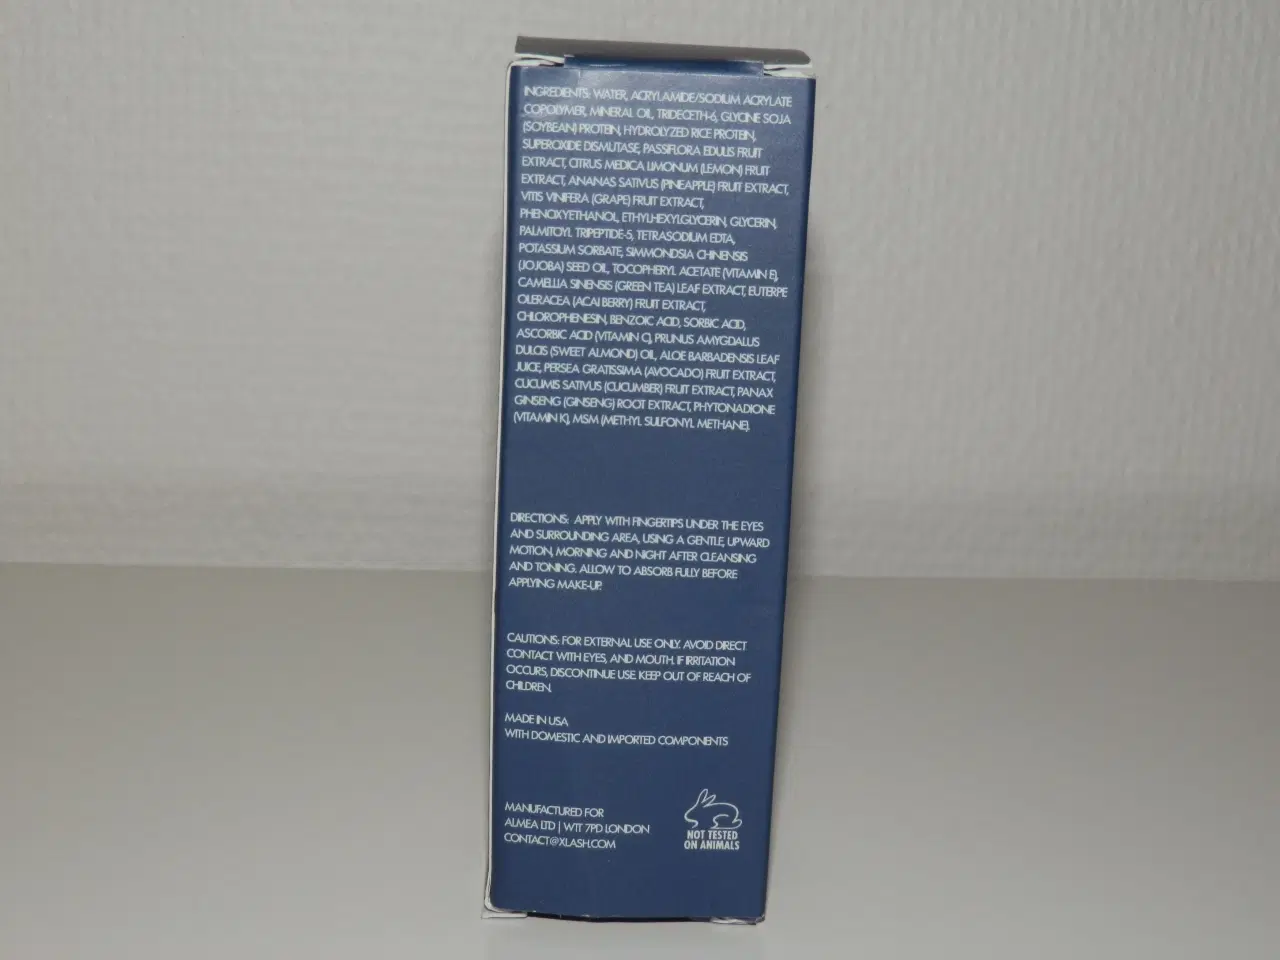 INGREDIENTS: WATER, ACRYLAMIDE/SODIUM ACRYLATE
COPOLYMER, MINERAL OIL, TRIDECETH-6, GLYCINE SOJA
(SOYBEAN) PROTEIN, HYDROLYZED RICE PROTEIN,
SUPEROXIDE DISMUTASE, PASSIFLORA EDULIS FRUIT
EXTRACT, CITRUS MEDICA LIMONUM (LEMON) FRUIT
EXTRACT, ANANAS SATIVUS (PINEAPPLE) FRUIT EXTRACT,
VITIS VINIFERA (GRAPE) FRUIT EXTRACT,
PHENOXYETHANOL, ETHYLHEXYLGLYCERIN, GLYCERIN,
PALMITOYL TRIPEPTIDE-5, TETRASODIUM EDTA,
POTASSIUM SORBATE, SIMMONDSIA CHINENSIS
(JOJOBA) SEED OIL, TOCOPHERYL ACETATE (VITAMIN E),
CAMELLIA SINENSIS (GREEN TEA) LEAF EXTRACT, EUTERPE
OLERACEA (ACAI BERRY) FRUIT EXTRACT,
CHLOROPHENESIN, BENZOIC ACID, SORBIC ACID,
ASCORBIC ACID (VITAMIN C), PRUNUS AMYGDALUS
DULCIS (SWEET ALMOND) OIL, ALOE BARBADENSIS LEAF
JUICE, PERSEA GRATISSIMA (AVOCADO) FRUIT EXTRACT,
CUCUMIS SATIVUS (CUCUMBER) FRUIT EXTRACT, PANAX
GINSENG (GINSENG) ROOT EXTRACT, PHYTONADIONE
(VITAMIN K), MSM (METHYL SULFONYL METHANE).
DIRECTIONS: APPLY WITH FINGERTIPS UNDER THE EYES
AND SURROUNDING AREA, USING A GENTLE, UPWARD
MOTION, MORNING AND NIGHT AFTER CLEANSING
AND TONING. ALLOW TO ABSORB FULLY BEFORE
APPLYING MAKE-UP.
CAUTIONS: FOR EXTERNAL USE ONLY. AVOID DIRECT
CONTACT WITH EYES, AND MOUTH. IF IRRITATION
OCCURS, DISCONTINUE USE KEEP OUT OF REACH OF
CHILDREN.
MADE IN USA
WITH DOMESTIC AND IMPORTED COMPONENTS
MANUFACTURED FOR
ALMEA LTD | W1T 7PD LONDON
CONTACT@XLASH.COM
NOT TESTED
ON ANIMALS